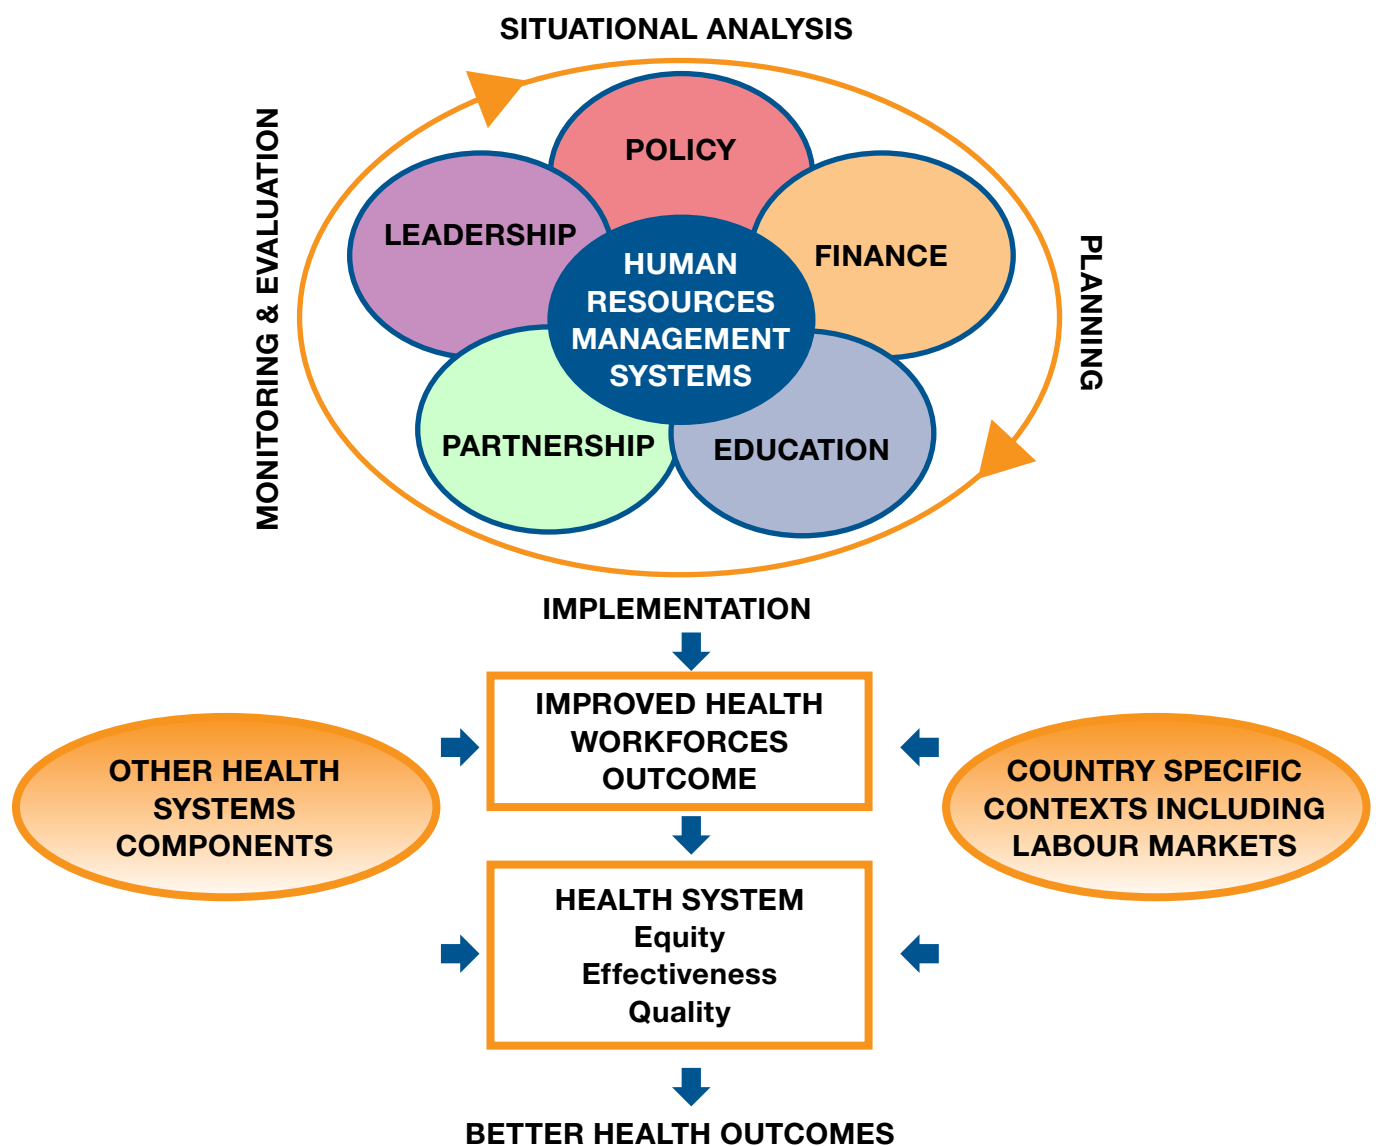 SITUATIONAL ANALYSIS
MONITORING & EVALUATION
POLICY
LEADERSHIP
FINANCE
HUMAN
RESOURCES
MANAGEMENT
SYSTEMS
PLANNING
PARTNERSHIP
EDUCATION
IMPLEMENTATION
IMPROVED HEALTH
WORKFORCES
OUTCOME
OTHER HEALTH
SYSTEMS
COMPONENTS
COUNTRY SPECIFIC
CONTEXTS INCLUDING
LABOUR MARKETS
HEALTH SYSTEM
Equity
Effectiveness
Quality
BETTER HEALTH OUTCOMES